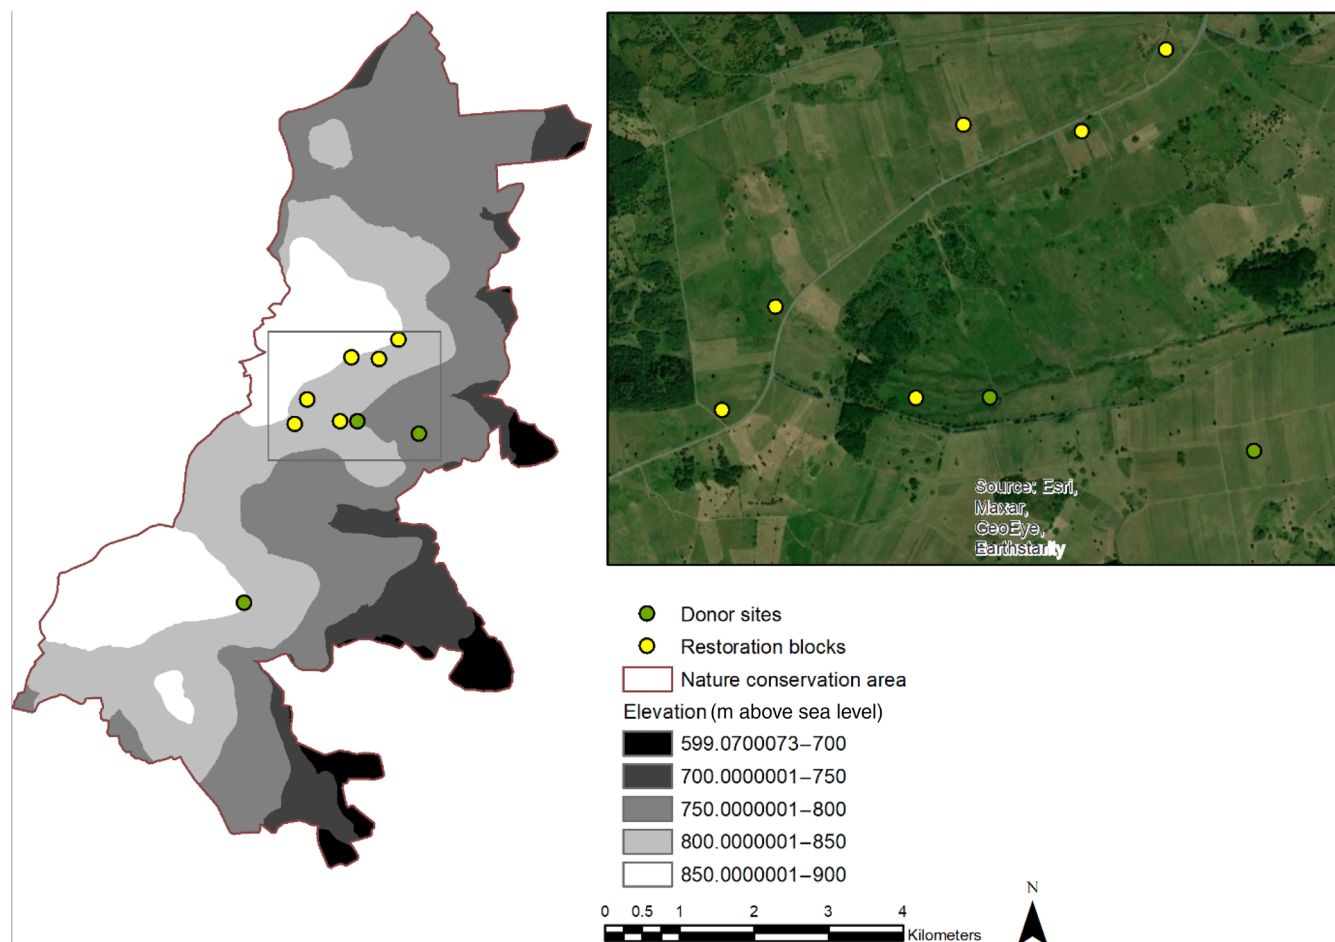 Source: Esri,
Maxar,
GeoEye,
Donor sites
Restoration blocks
Nature conservation area
Elevation (m above sea level)
599.0700073–700
700.0000001–750
750.0000001–800
800.0000001–850
850.0000001–900
N
0 0.5 1 2 3 4
Kilometers